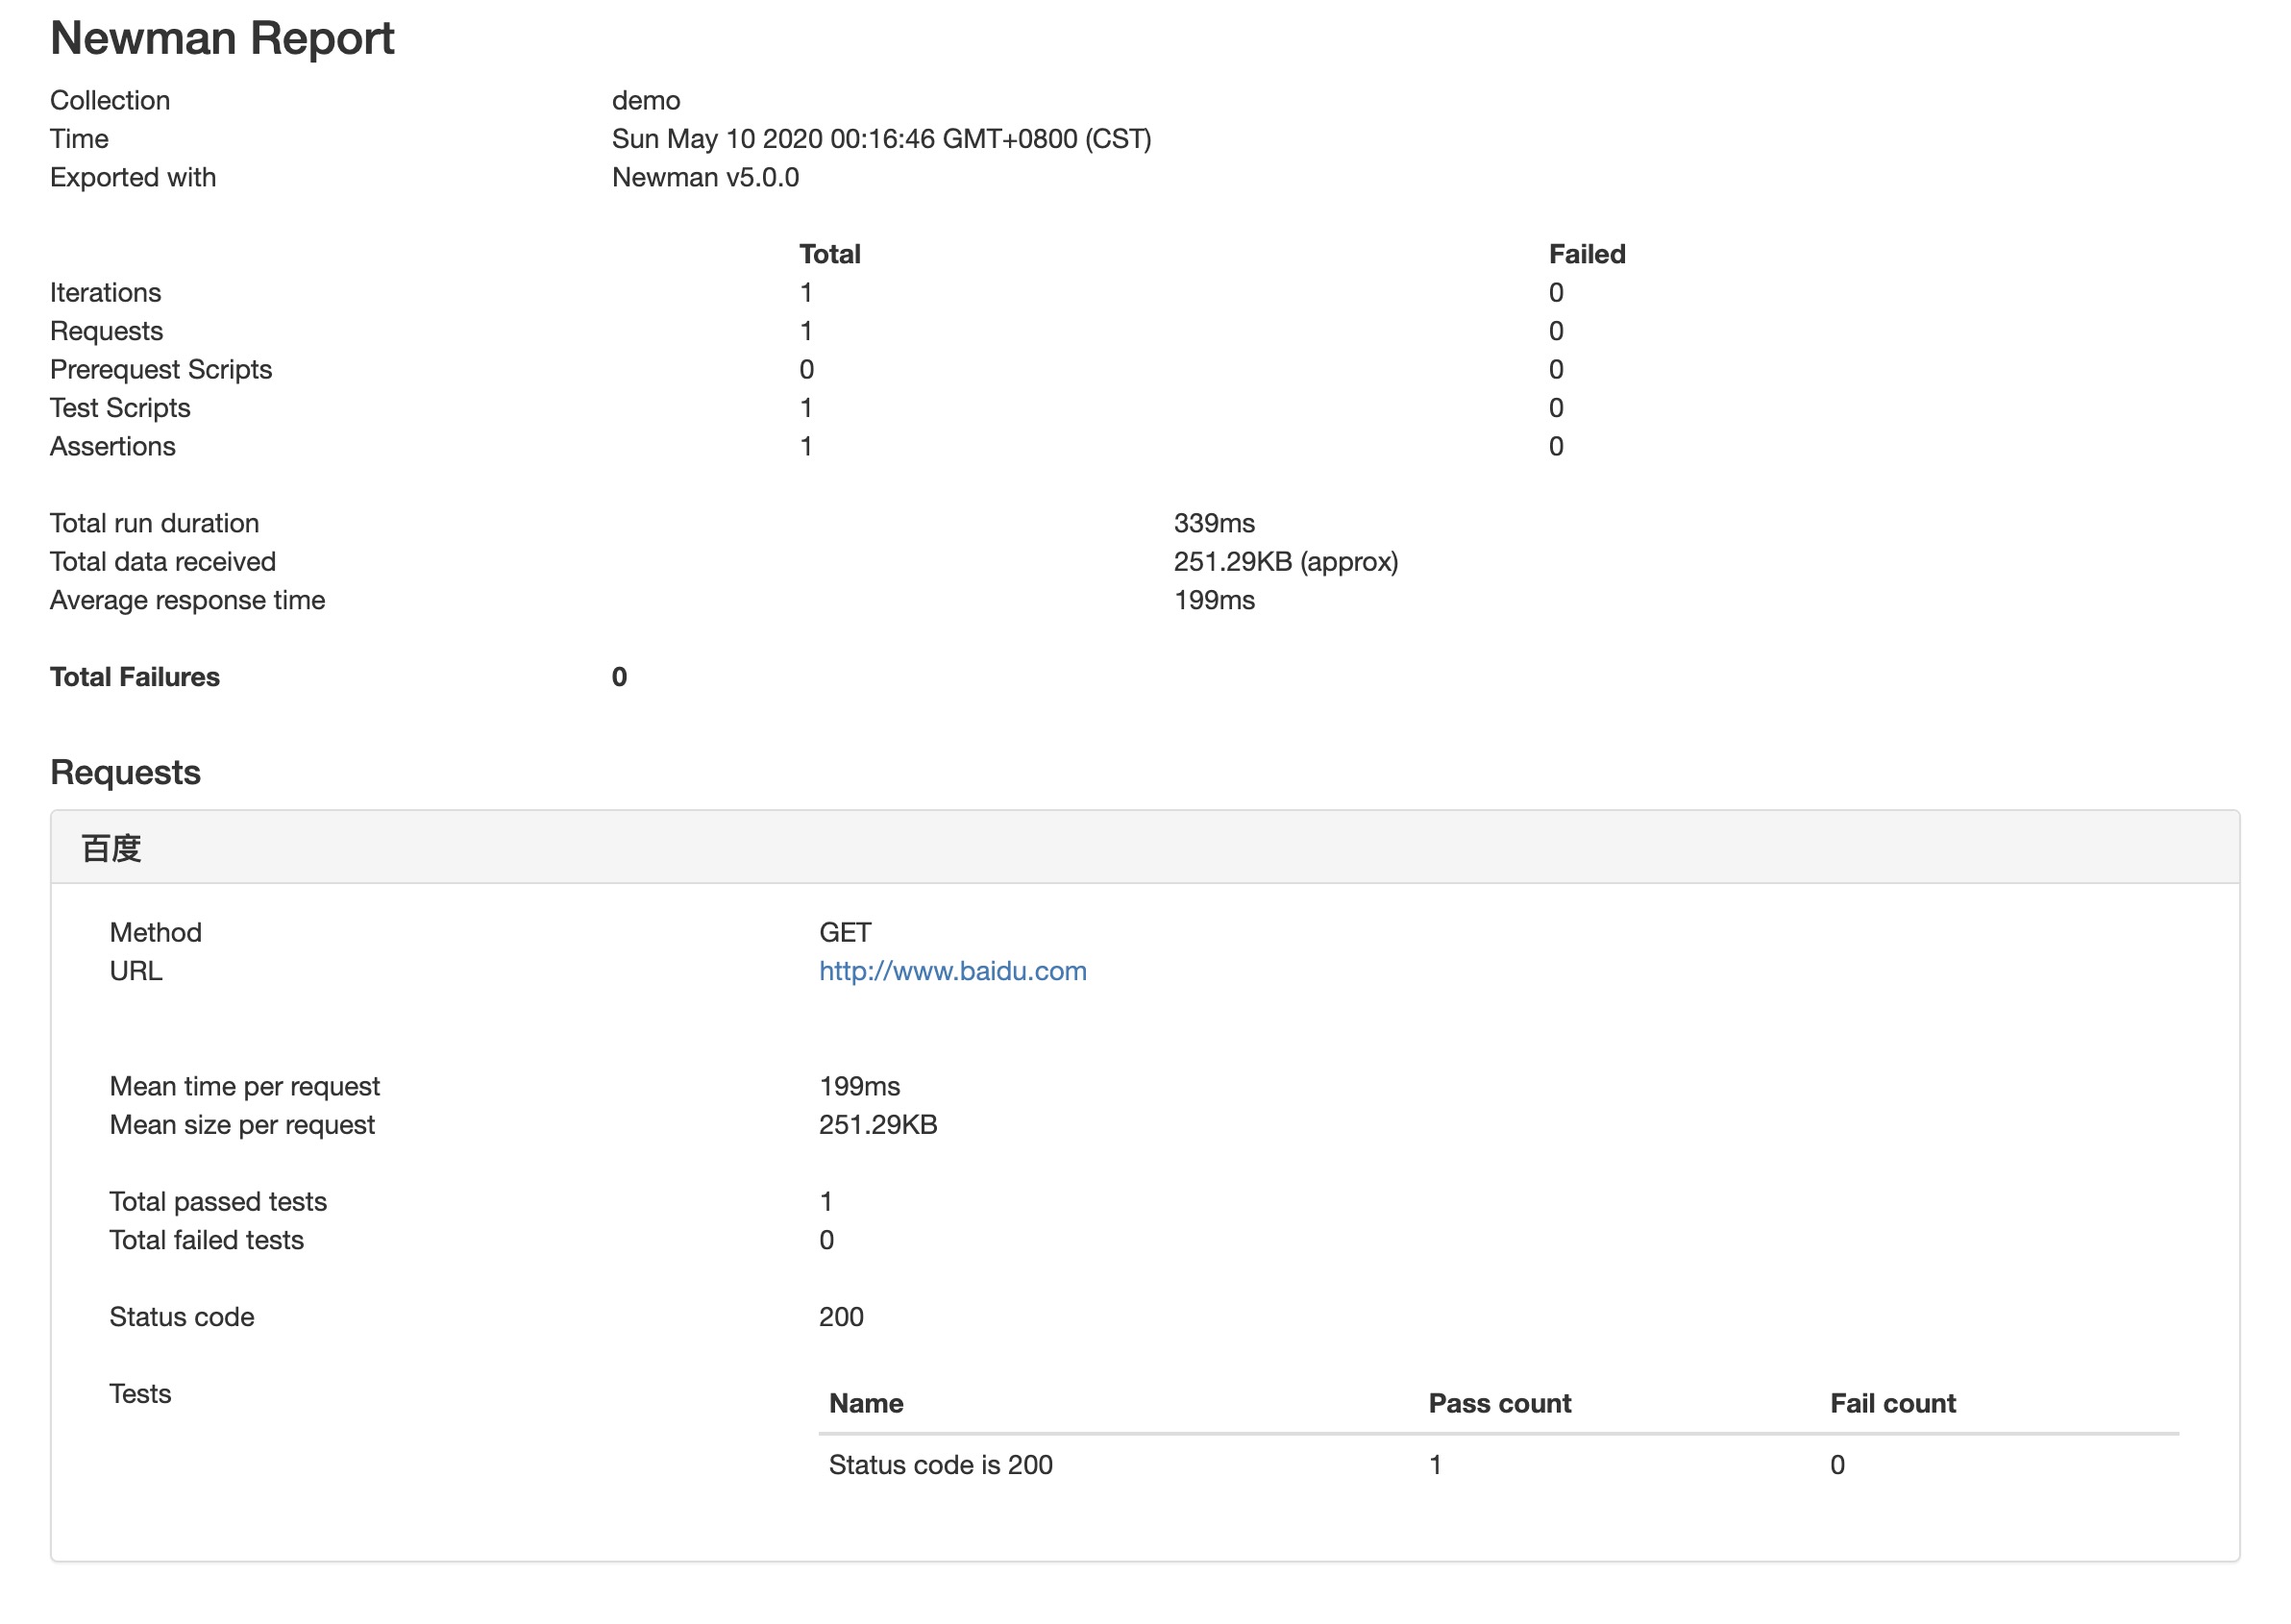 Newman Report
Collection demo
Time Sun May 10 2020 00:16:46 GMT+0800 (CST)
Exported with Newman v5.0.0
Total Failed
Iterations 1 0
Requests 1 0
Prerequest Scripts 0 0
Test Scripts 1 0
Assertions 1 0
Total run duration 339ms
Total data received 251.29KB (approx)
Average response time 199ms
Total Failures 0
Requests
百度
Method GET
URL http://www.baidu.com
Mean time per request 199ms
Mean size per request 251.29KB
Total passed tests 1
Total failed tests 0
Status code 200
Tests Name Pass count Fail count
Status code is 200 1 0